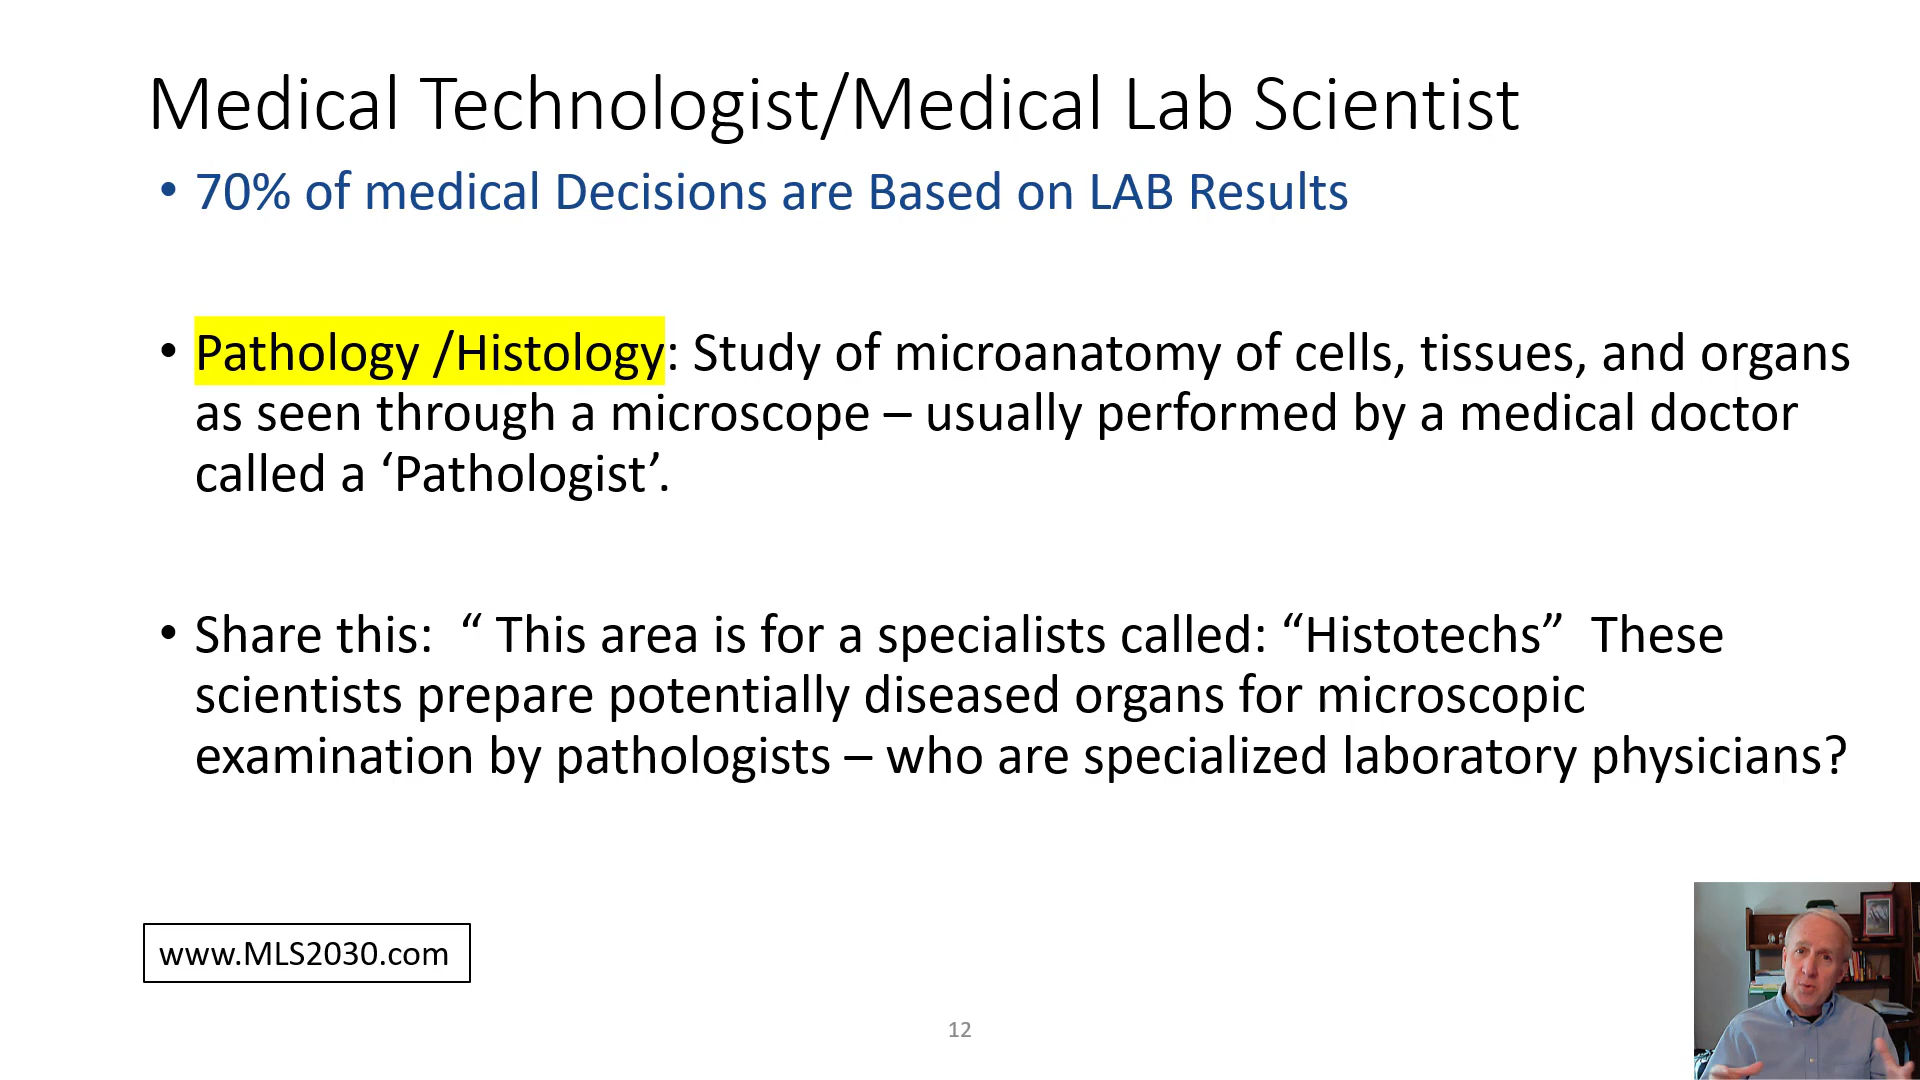 Medical Technologist/Medical Lab Scientist
• 70% of medical Decisions are Based on LAB Results
• Pathology /Histology: Study of microanatomy of cells, tissues, and organs
as seen through a microscope – usually performed by a medical doctor
called a ‘Pathologist’.
• Share this:  “ This area is for a specialists called: “Histotechs”  These
scientists prepare potentially diseased organs for microscopic
examination by pathologists – who are specialized laboratory physicians?
www.MLS2030.com
12